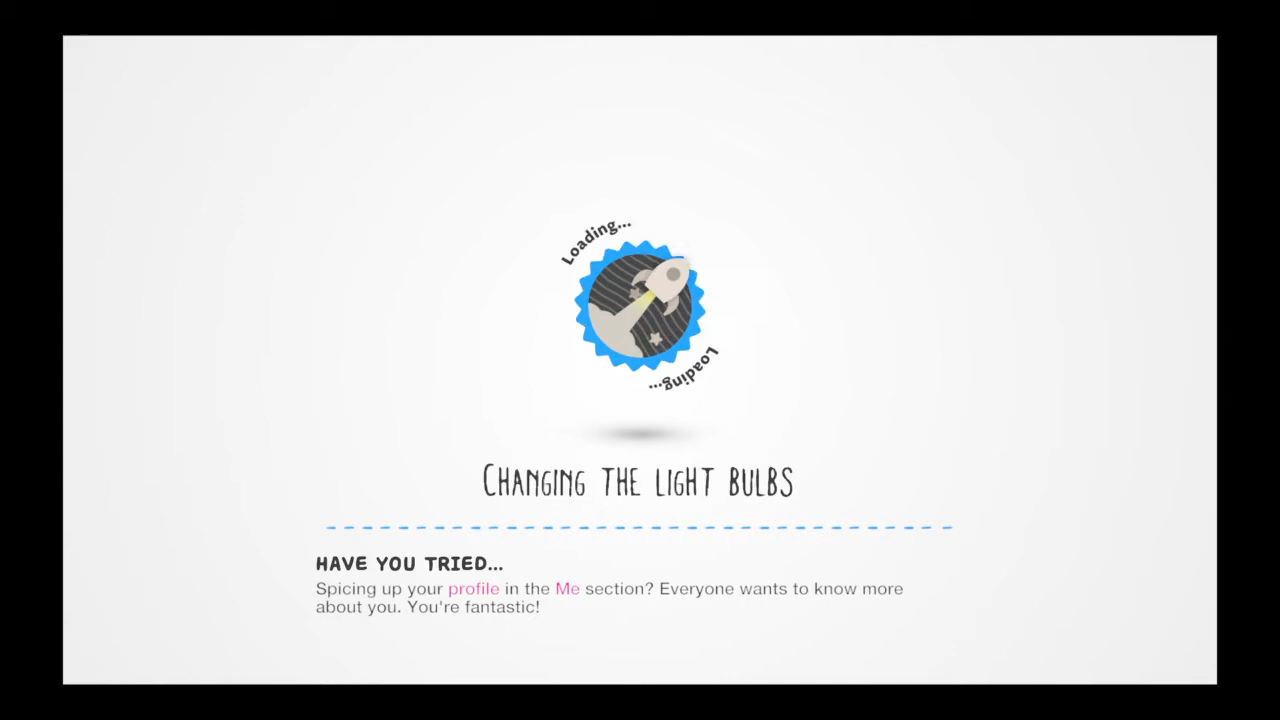 Loading...
Loading...
Changing the light bulbs
HAVE YOU TRIED...
Spicing up your profile in the Me section? Everyone wants to know more
about you. You're fantastic!